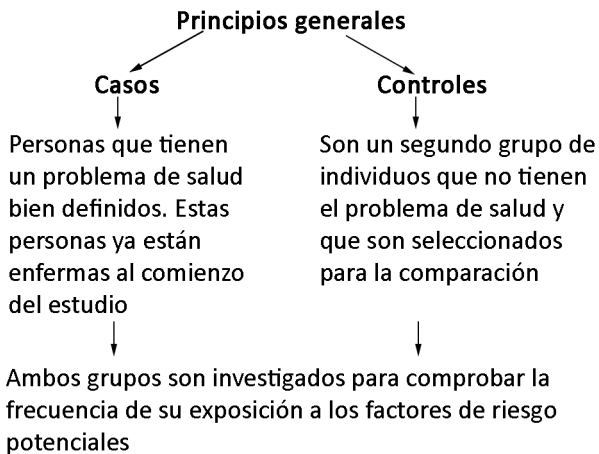 Principios generales
Casos
Controles
Personas que tienen
un problema de salud
bien definidos. Estas
personas ya están
enfermas al comienzo
del estudio
Son un segundo grupo de
individuos que no tienen
el problema de salud y
que son seleccionados
para la comparación
Ambos grupos son investigados para comprobar la
frecuencia de su exposición a los factores de riesgo
potenciales